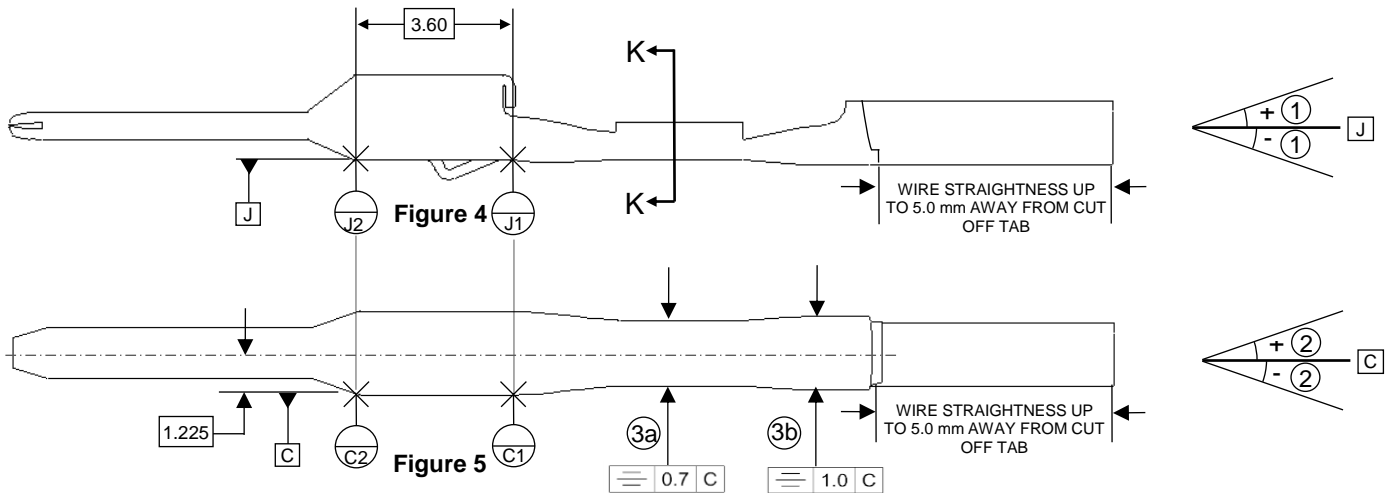 3.60
K
K
+ 1
- 1
J
J
J2
Figure 4
J1
WIRE STRAIGHTNESS UP
TO 5.0 mm AWAY FROM CUT
OFF TAB
+ 2
- 2
C
1.225
C
C2
Figure 5
C1
3a
3b
WIRE STRAIGHTNESS UP
TO 5.0 mm AWAY FROM CUT
OFF TAB
0.7 C
1.0 C